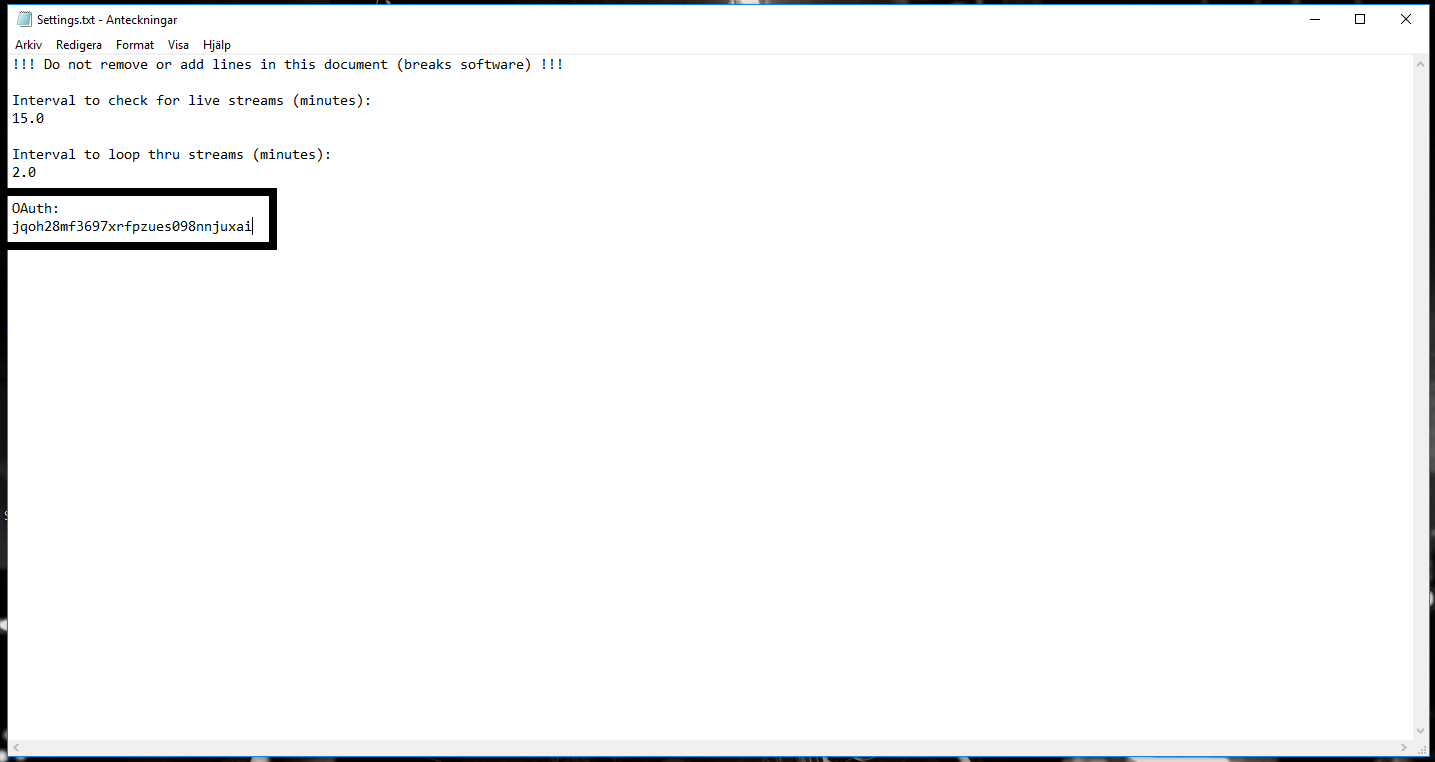 Settings.txt - Anteckningar
Arkiv Redigera Format Visa Hjälp
!!! Do not remove or add lines in this document (breaks software) !!!
Interval to check for live streams (minutes):
15.0
Interval to loop thru streams (minutes):
2.0
OAuth:
jqoh28mf3697xrfpzues098nnjuxai